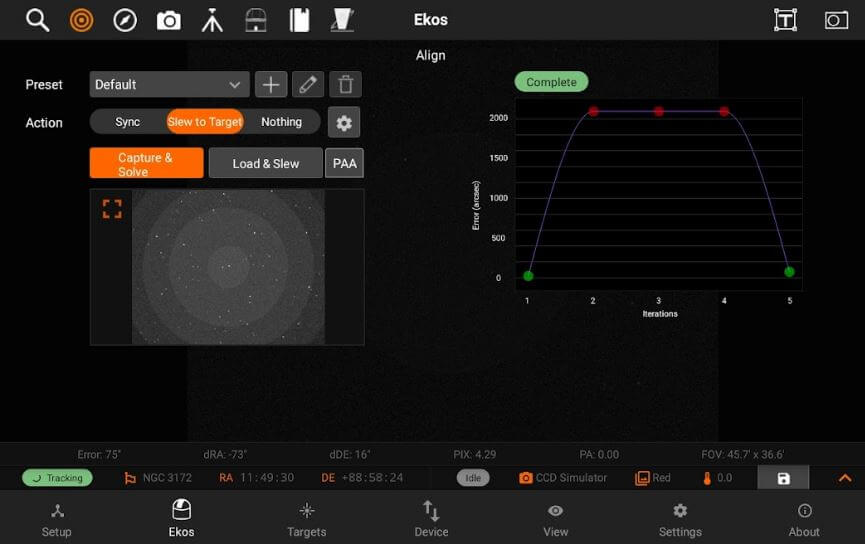 Ekos
T
Align
Preset
Default
Complete
Action
Sync
Slew to Target
Nothing
Capture &
Solve
Load & Slew
PAA
2000
1500
1000
500
0
Error (arcsec)
1
2
3
4
5
Iterations
Error: 75"
dRA: -73"
dDE: 16"
PIX: 4.29
PA: 0.00
FOV: 45.7' x 36.6'
Tracking
NGC 3172
RA 11:49:30
DE +88:58:24
Idle
CCD Simulator
Red
0.0
Setup
Ekos
Targets
Device
View
Settings
About